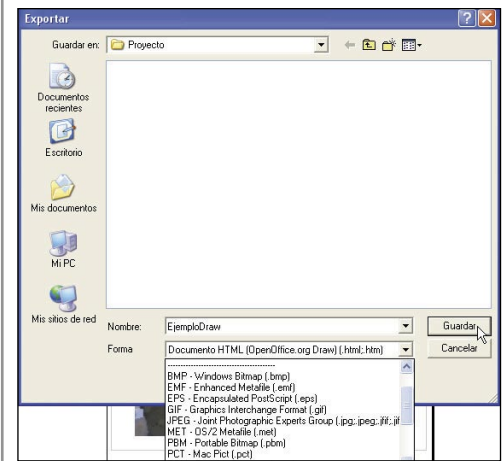 Exportar
Guardar en:
Proyecto
Documentos
recientes
Escritorio
Mis documentos
Mi PC
Mis sitios de red
Nombre:
EjemploDraw
Guardar
Forma
Documento HTML (OpenOffice.org Draw) (.html;.htm)
Cancelar
BMP - Windows Bitmap (.bmp)
EMF - Enhanced Metafile (.emf)
EPS - Encapsulated PostScript (.eps)
GIF - Graphics Interchange Format (.gif)
JPEG - Joint Photographic Experts Group (.jpg;.jpeg;.jfif;.jif
MET - OS/2 Metafile (.met)
PBM - Portable Bitmap (.pbm)
PCT - Mac Pict (.pct)